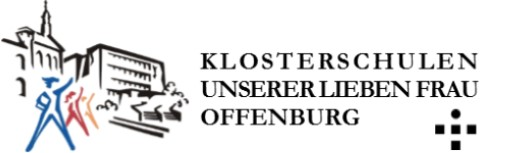 KLOSTERSCHULEN
UNSERER LIEBEN FRAU
OFFENBURG